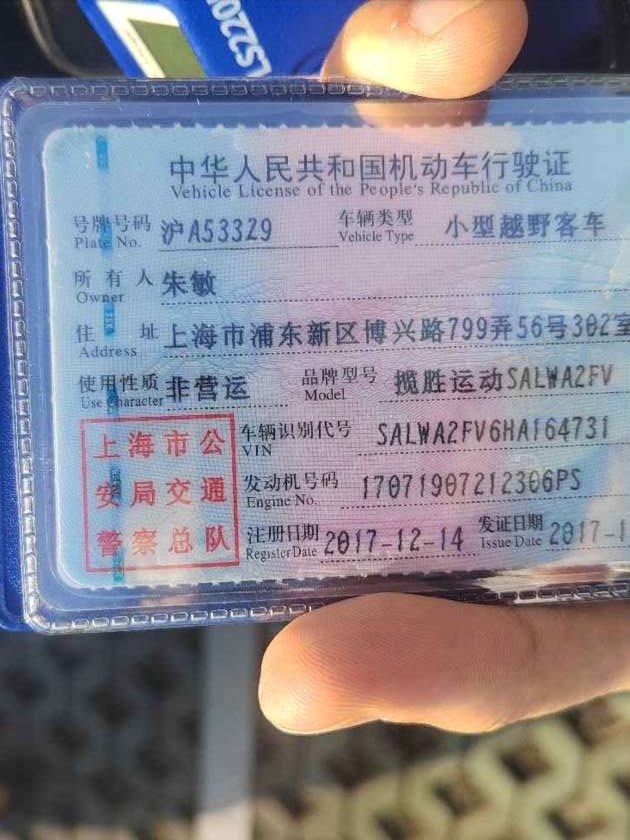 LS220
中华人民共和国机动车行驶证
Vehicle License of the People's Republic of China
号牌号码 沪A53329 车辆类型 小型越野客车
Plate No. Vehicle Type
所有人 朱敏
Owner
住址 上海市浦东新区博兴路799弄56号302室
Address
使用性质 非营运 品牌型号 揽胜运动SALWA2FV
Use Character Model
上海市公 车辆识别代号 SALWA2FV6HA164731
VIN
安局交通 发动机号码 17071907212306PS
Engine No.
警察总队 注册日期 2017-12-14 发证日期 2017-1
Register Date Issue Date